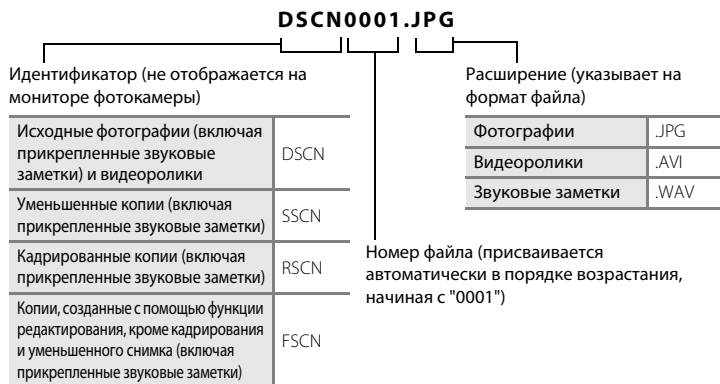 DSCN0001.JPG
Идентификатор (не отображается на
мониторе фотокамеры)
Исходные фотографии (включая
прикрепленные звуковые
заметки) и видеоролики
DSCN
Уменьшенные копии (включая
прикрепленные звуковые заметки)
SSCN
Кадрированные копии (включая
прикрепленные звуковые заметки)
RSCN
Копии, созданные с помощью функции
редактирования, кроме кадрирования
и уменьшенного снимка (включая
прикрепленные звуковые заметки)
FSCN
Номер файла (присваивается
автоматически в порядке возрастания,
начиная с "0001")
Расширение (указывает на
формат файла)
Фотографии .JPG
Видеоролики .AVI
Звуковые заметки .WAV